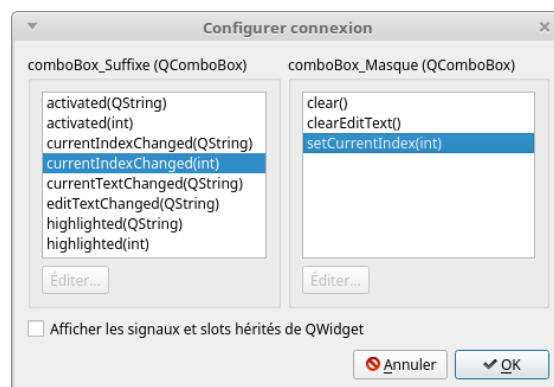 Configurer connexion
comboBox_Suffixe (QComboBox)
comboBox_Masque (QComboBox)
activated(QString)
activated(int)
currentIndexChanged(QString)
currentIndexChanged(int)
currentTextChanged(QString)
editTextChanged(QString)
highlighted(QString)
highlighted(int)
clear()
clearEditText()
setCurrentIndex(int)
Éditer...
Éditer...
Afficher les signaux et slots hérités de QWidget
Annuler
OK